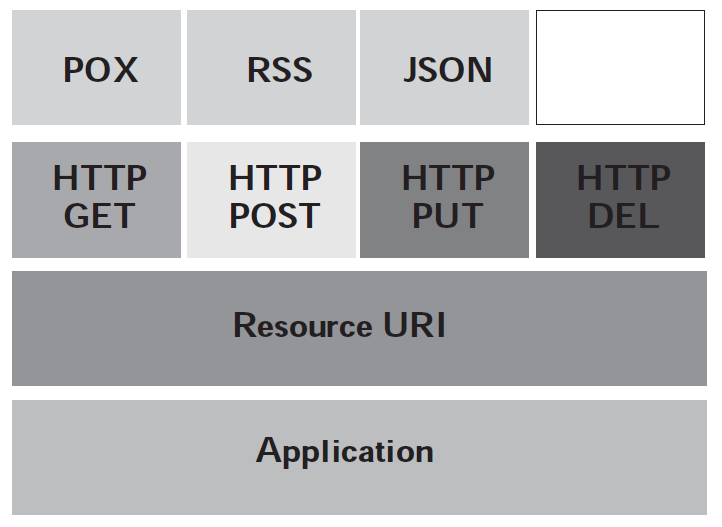 POX RSS JSON
HTTP HTTP HTTP HTTP
GET POST PUT DEL
Resource URI
Application